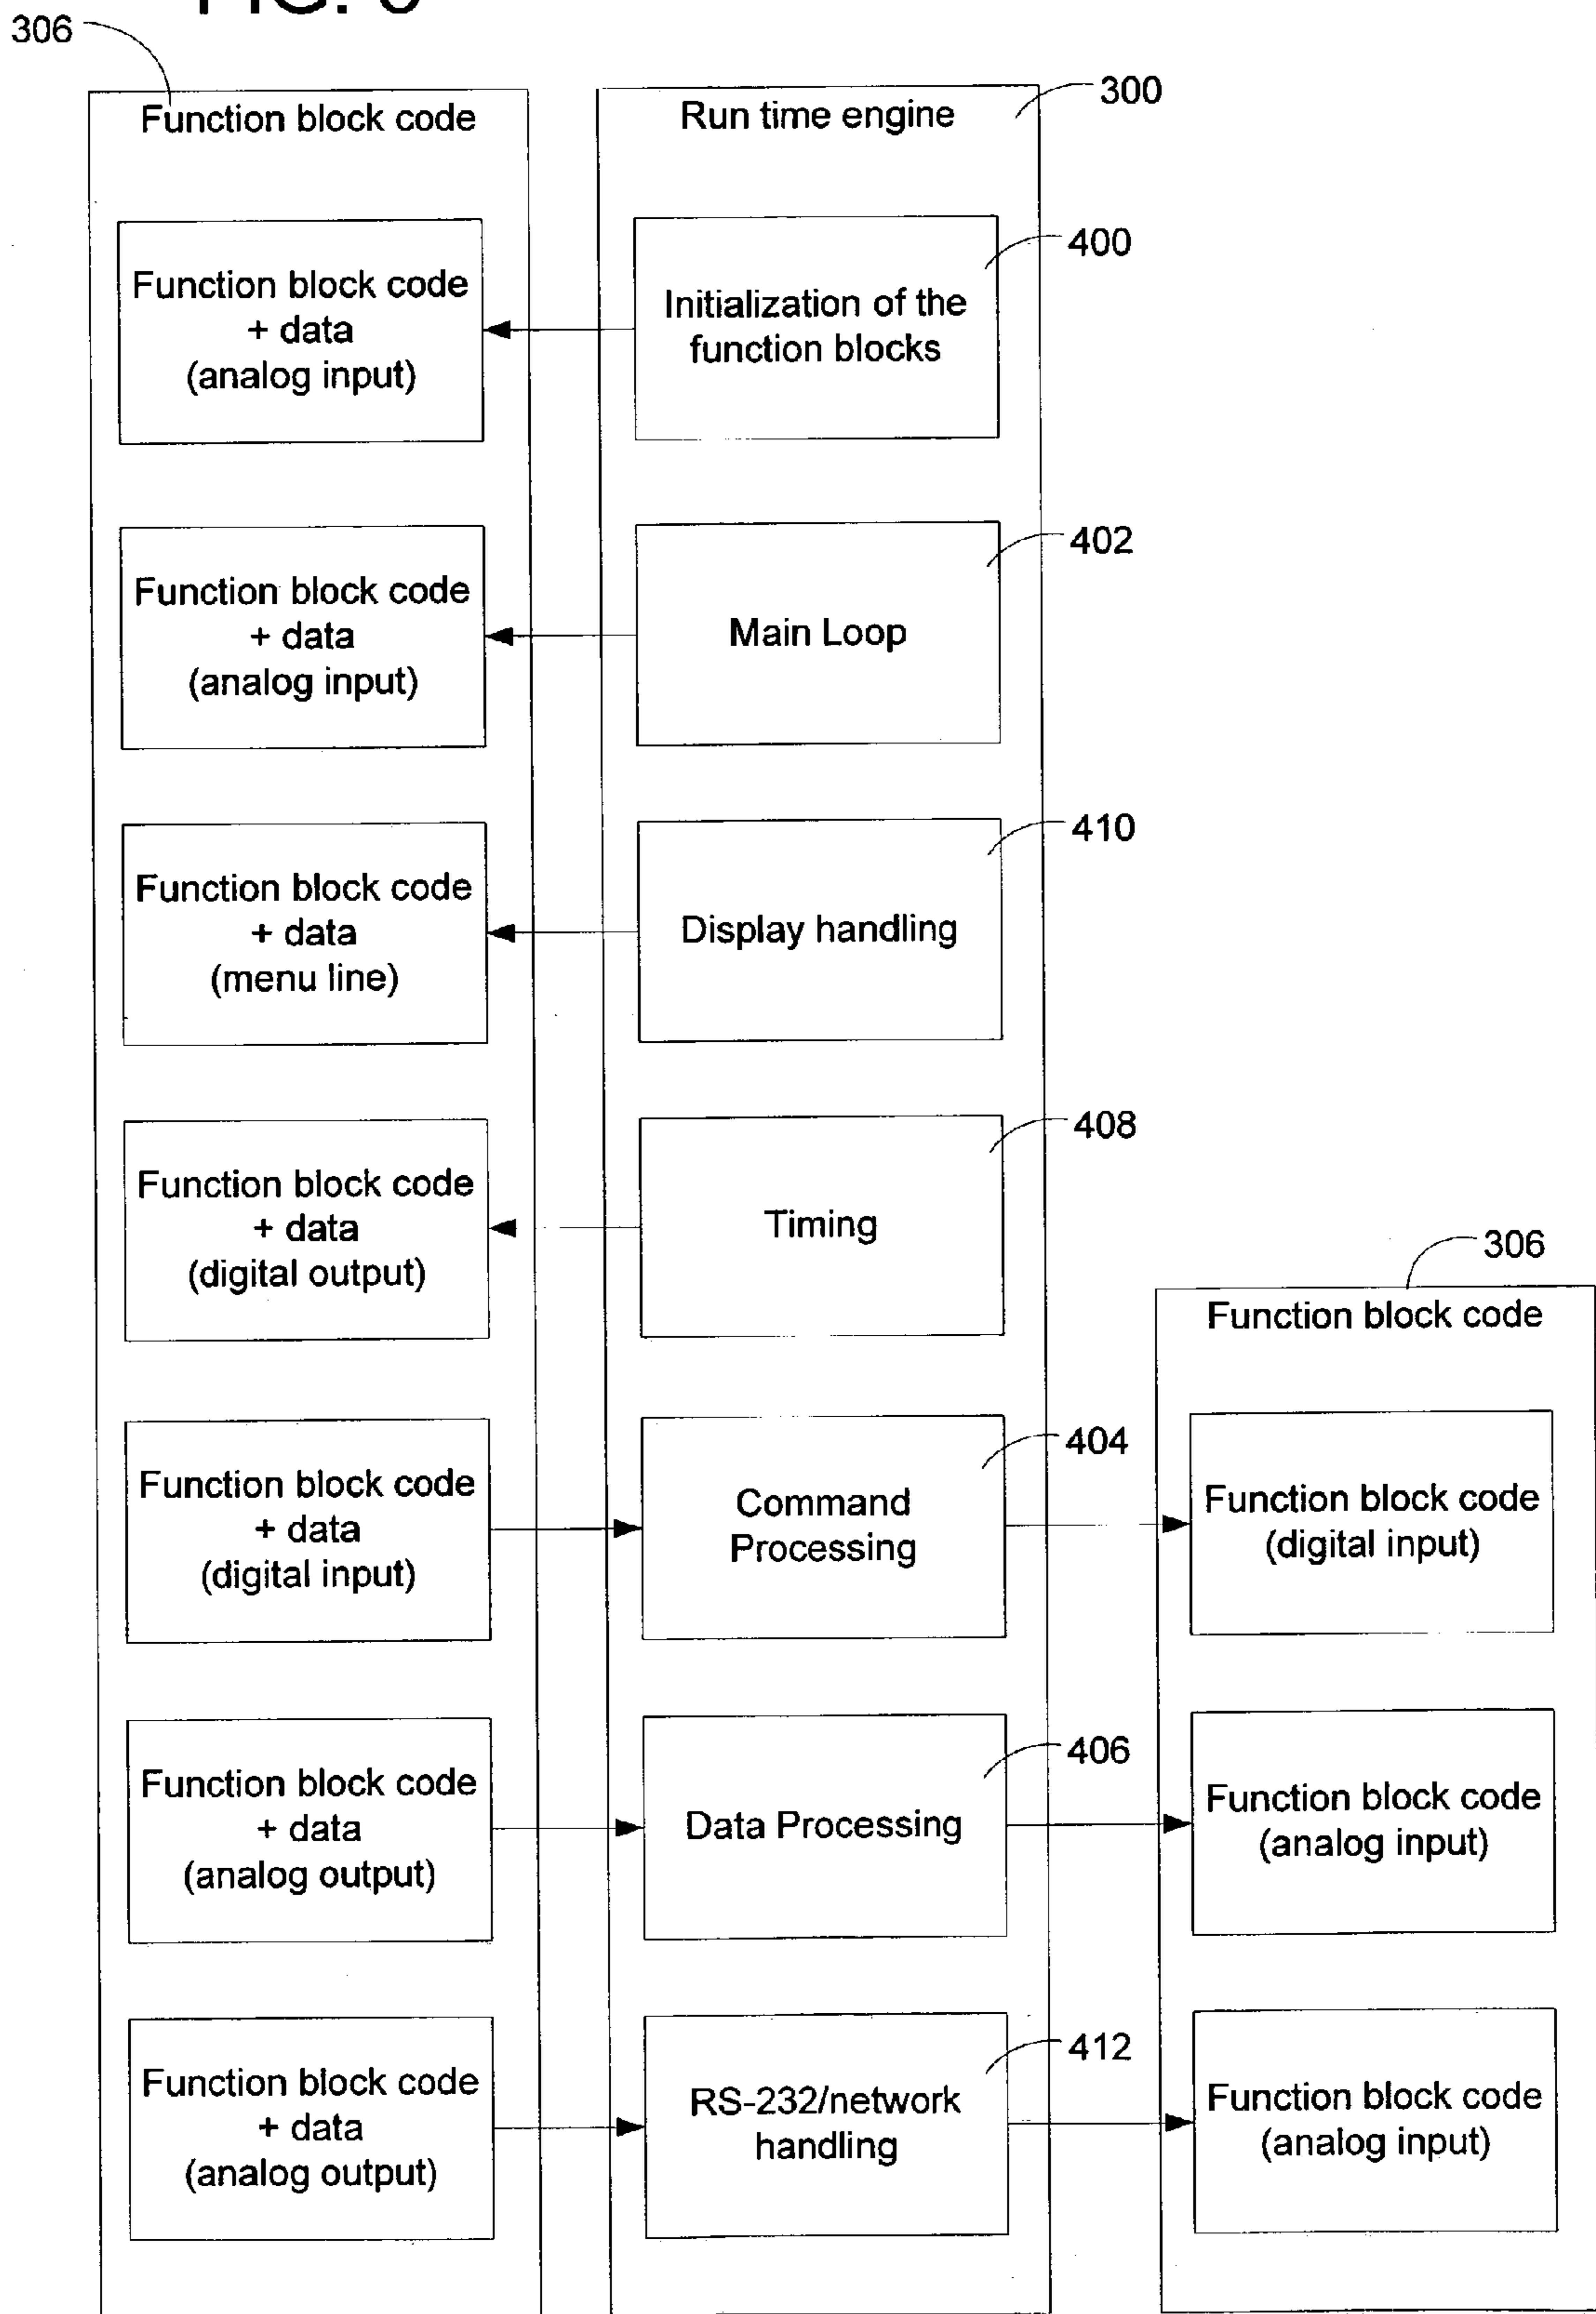 306
Function block code
Run time engine
300
Function block code
+ data
(analog input)
Initialization of the
function blocks
400
Function block code
+ data
(analog input)
Main Loop
402
Function block code
+ data
(menu line)
Display handling
410
Function block code
+ data
(digital output)
Timing
408
306
Function block code
Function block code
+ data
(digital input)
Command
Processing
404
Function block code
(digital input)
Function block code
+ data
(analog output)
Data Processing
406
Function block code
(analog input)
Function block code
+ data
(analog output)
RS-232/network
handling
412
Function block code
(analog input)